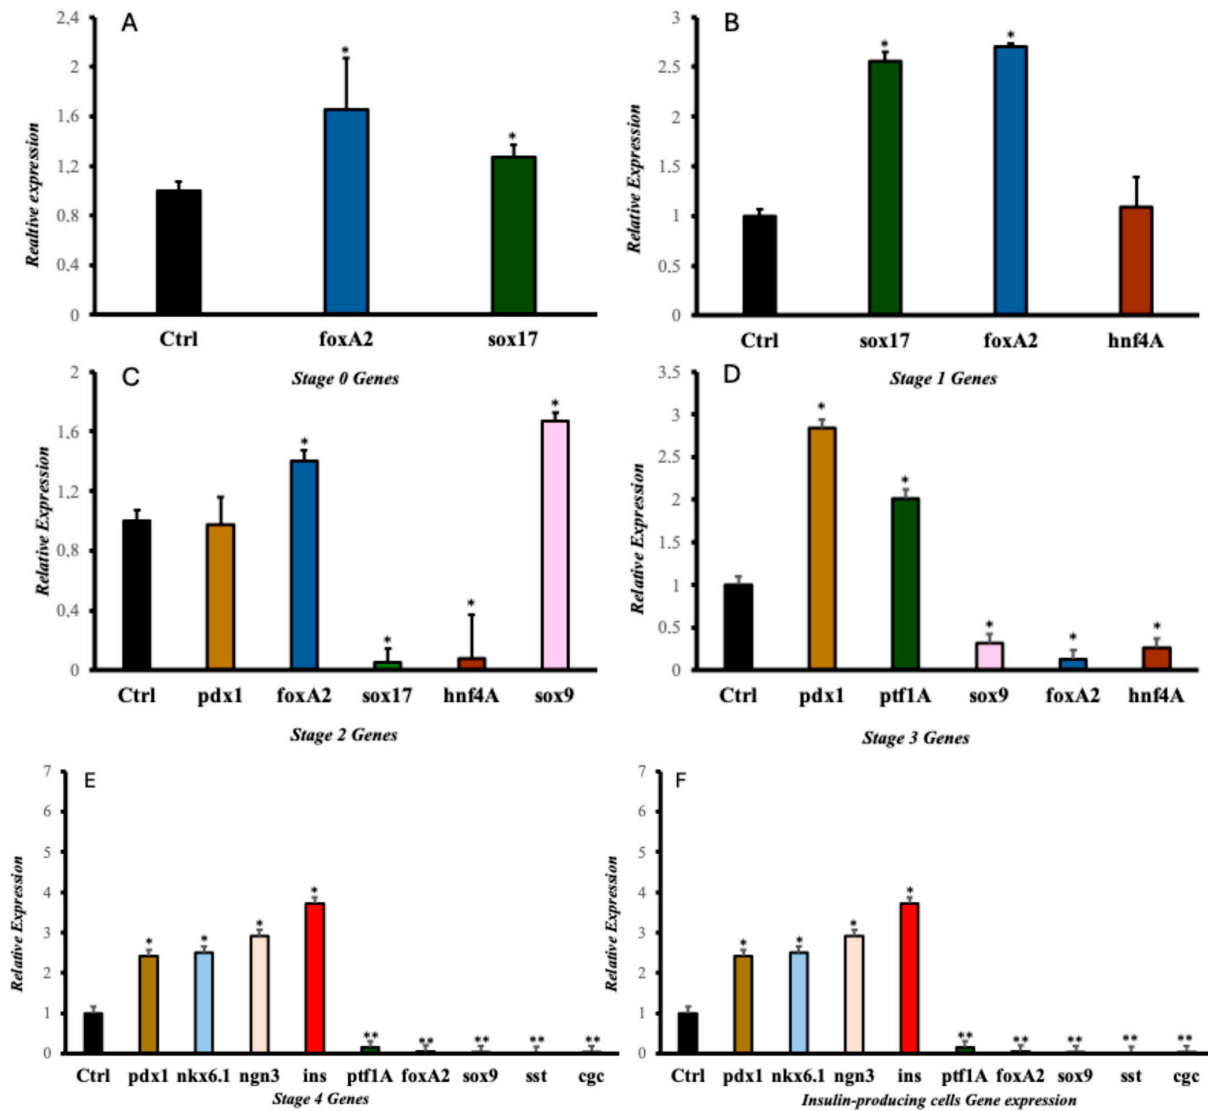 A
Realtive expression
2,4
2
1,6
1,2
0,8
0,4
0
* *
Ctrl foxA2 sox17
Stage 0 Genes
B
Relative Expression
3
2.5
2
1.5
1
0.5
0
* *
Ctrl sox17 foxA2 hnf4A
Stage 1 Genes
C
Relative Expression
2
1.6
1.2
0.8
0.4
0
* * * *
Ctrl pdx1 foxA2 sox17 hnf4A sox9
Stage 2 Genes
D
Relative Expression
3.5
3
2.5
2
1.5
1
0.5
0
* * * * *
Ctrl pdx1 ptf1A sox9 foxA2 hnf4A
Stage 3 Genes
E
Relative Expression
7
6
5
4
3
2
1
0
* * * * ** ** ** ** **
Ctrl pdx1 nkx6.1 ngn3 ins ptf1A foxA2 sox9 sst cgc
Stage 4 Genes
F
Relative Expression
7
6
5
4
3
2
1
0
* * * * ** ** ** ** **
Ctrl pdx1 nkx6.1 ngn3 ins ptf1A foxA2 sox9 sst cgc
Insulin-producing cells Gene expression